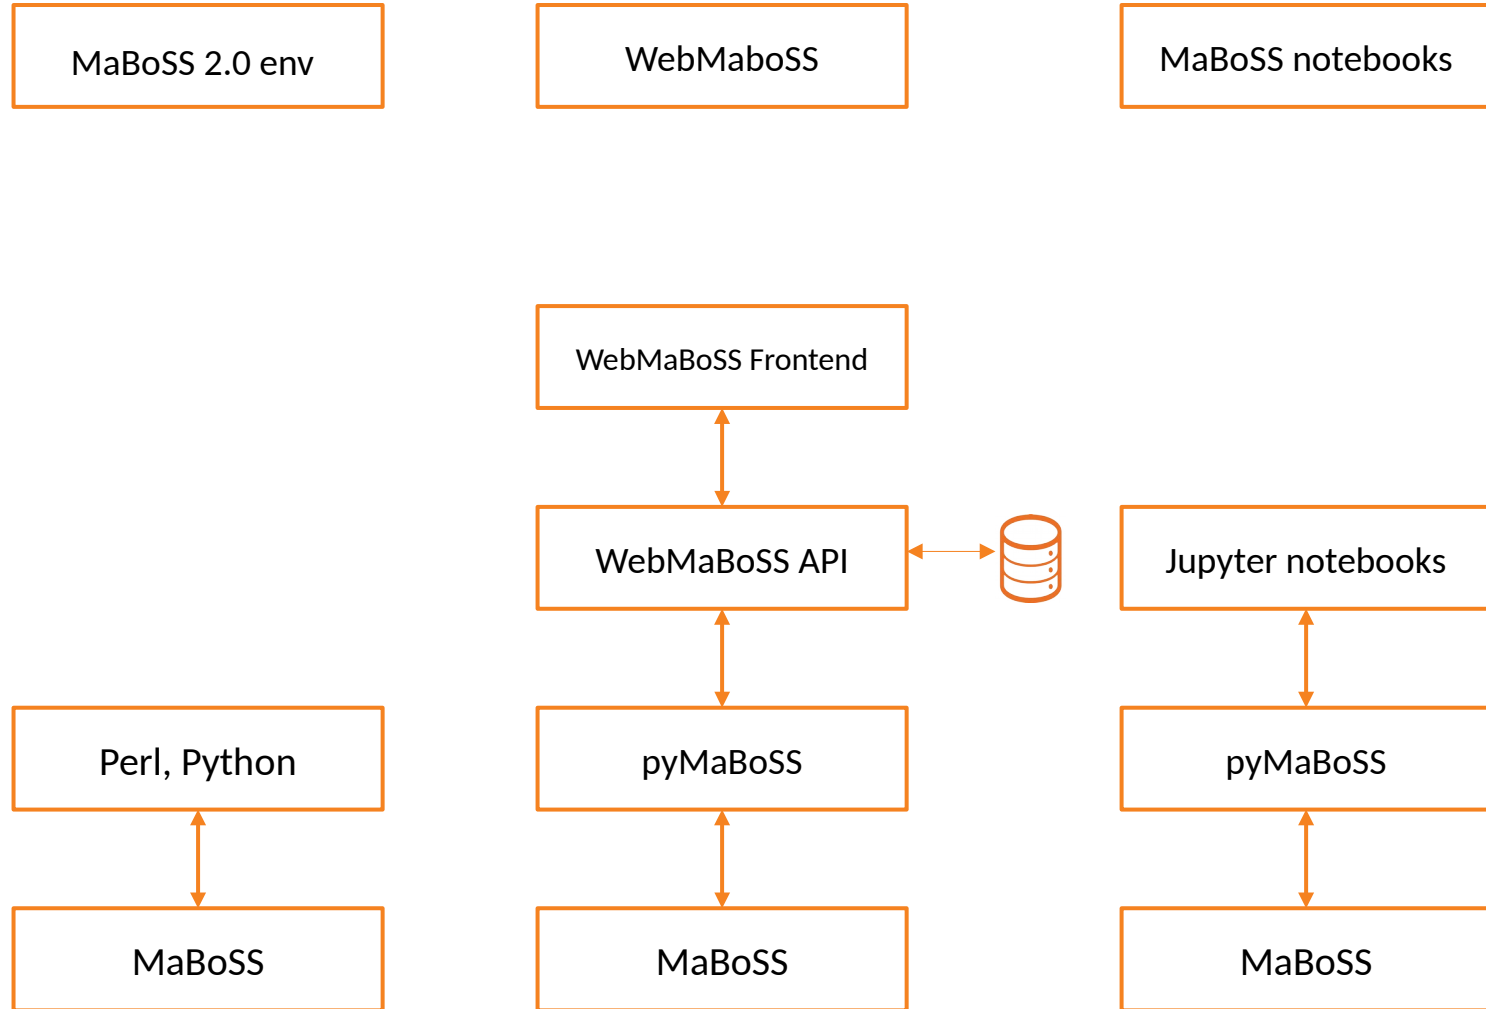 MaBoSS 2.0 env
WebMaboSS
MaBoSS notebooks
WebMaBoSS Frontend
WebMaBoSS API
Jupyter notebooks
Perl, Python
pyMaBoSS
pyMaBoSS
MaBoSS
MaBoSS
MaBoSS